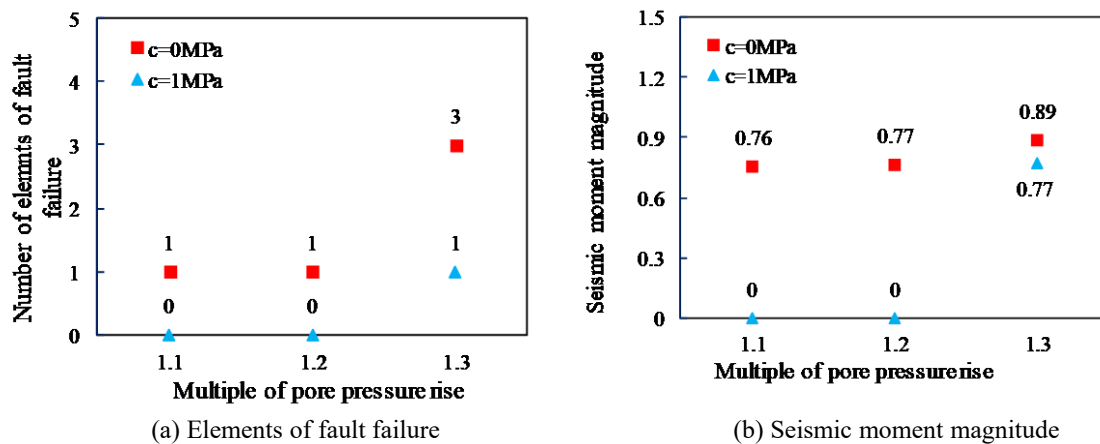 Number of elemnts of fault
failure
5
4
3
2
1
0
c=0MPa
c=1MPa
1
1
3
0
0
1
1.1
1.2
1.3
Multiple of pore pressure rise
(a) Elements of fault failure
Seismic moment magnitude
1.5
1.2
0.9
0.6
0.3
0
c=0MPa
c=1MPa
0.76
0.77
0.89
0.77
0
0
1.1
1.2
1.3
Multiple of pore pressure rise
(b) Seismic moment magnitude